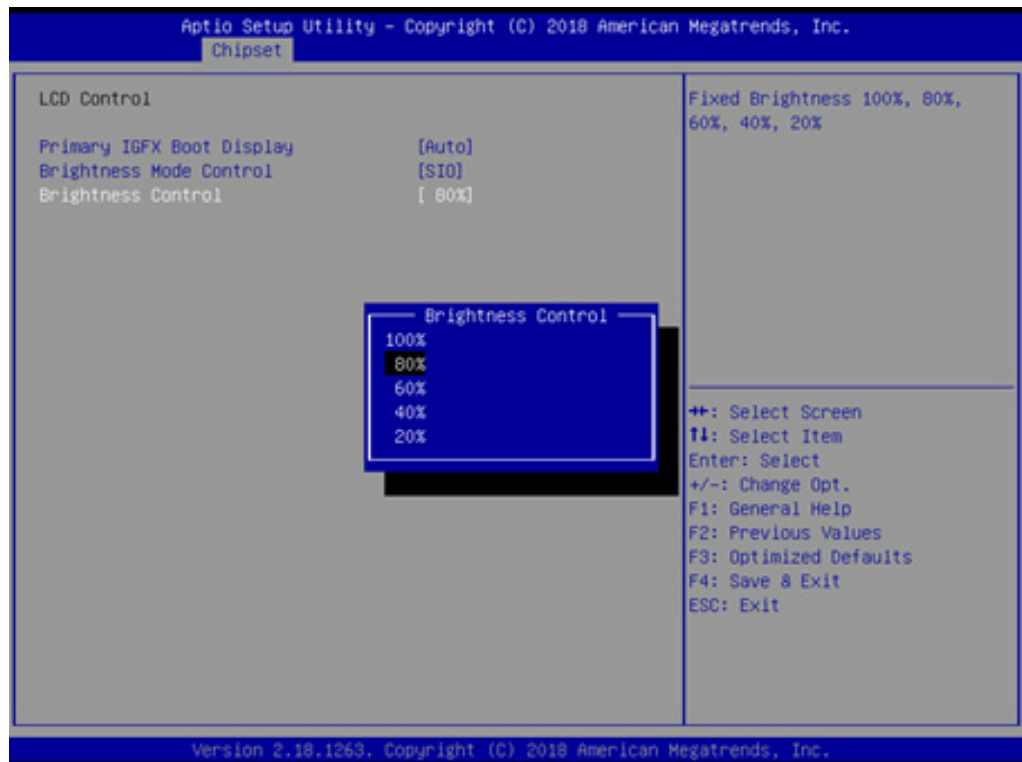 Aptio Setup Utility – Copyright (C) 2018 American Megatrends, Inc.
Chipset
LCD Control
Primary IGFX Boot Display [Auto]
Brightness Mode Control [SIO]
Brightness Control [ 80%]
Fixed Brightness 100%, 80%,
60%, 40%, 20%
Brightness Control
100%
80%
60%
40%
20%
→←: Select Screen
↑↓: Select Item
Enter: Select
+/-: Change Opt.
F1: General Help
F2: Previous Values
F3: Optimized Defaults
F4: Save & Exit
ESC: Exit
Version 2.18.1263. Copyright (C) 2018 American Megatrends, Inc.